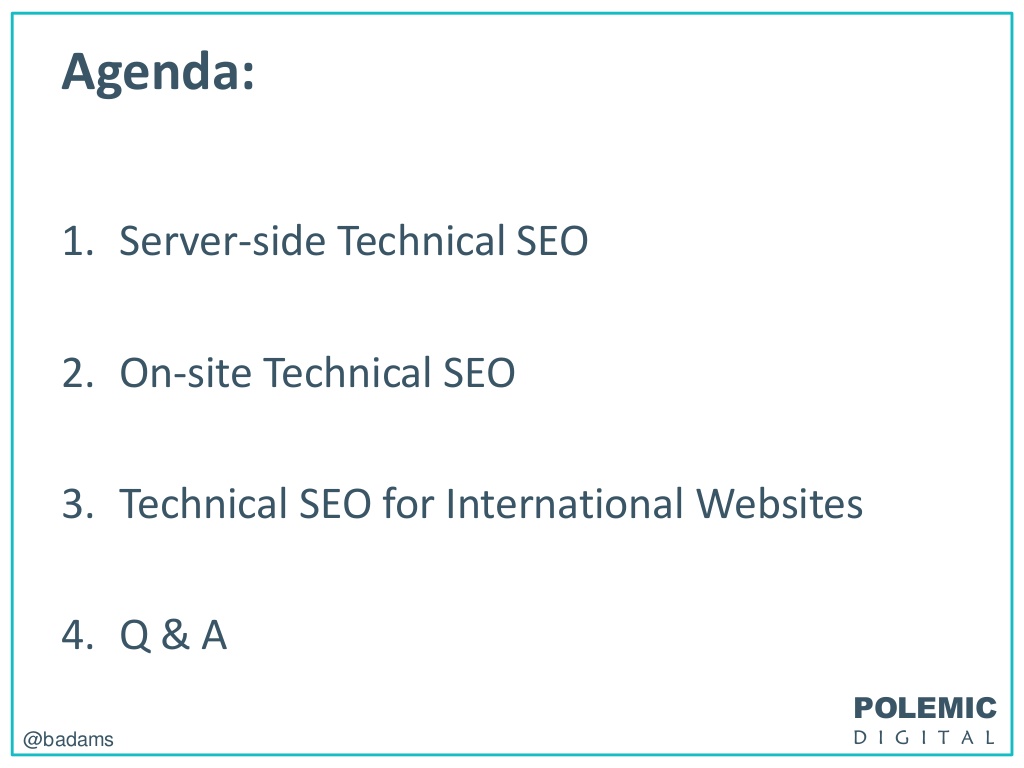 Agenda:
1. Server-side Technical SEO
2. On-site Technical SEO
3. Technical SEO for International Websites
4. Q & A
@badams
POLEMIC
DIGITAL